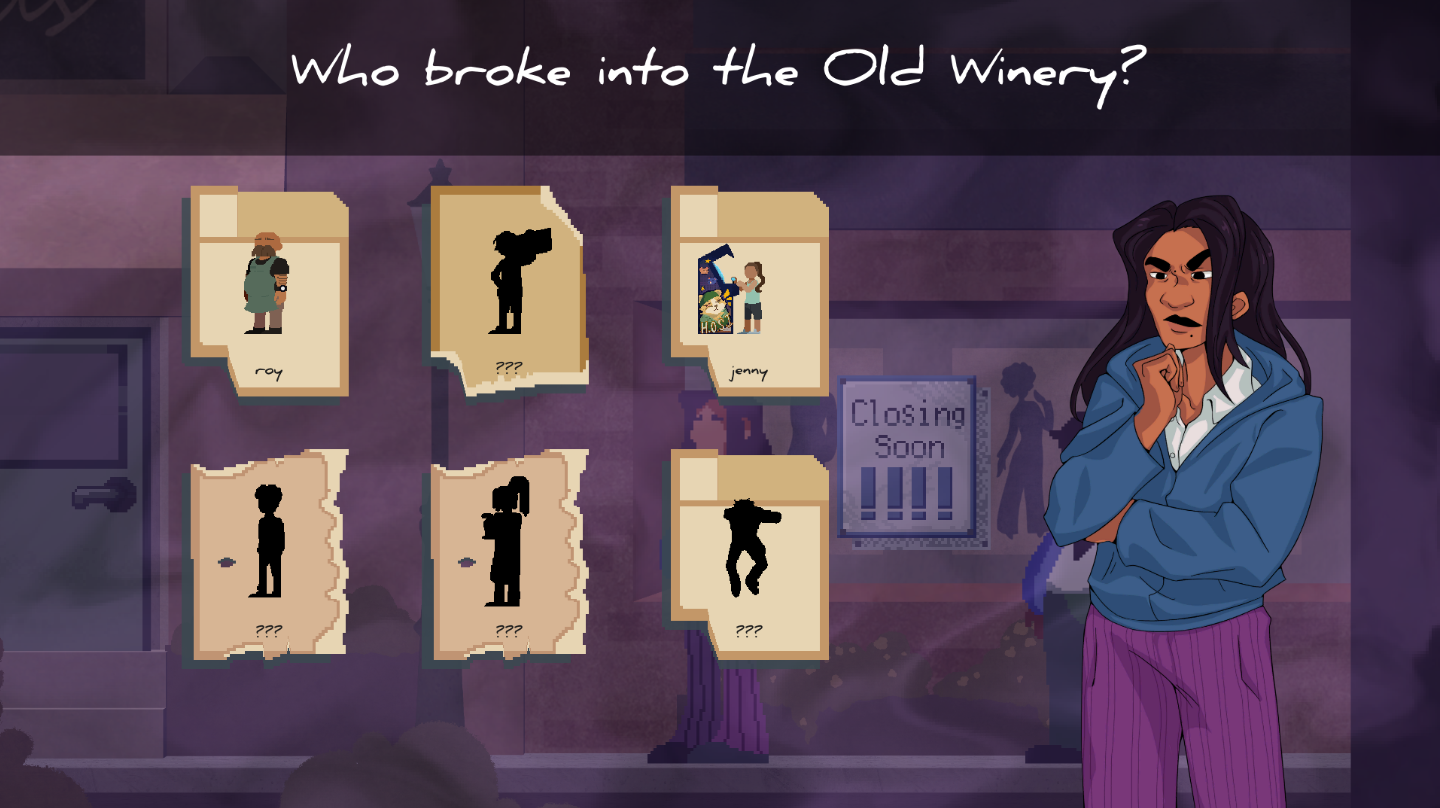 Who broke into the Old Winery?
roy
???
jenny
H.O.S.
Closing
Soon
!!!!
???
???
???